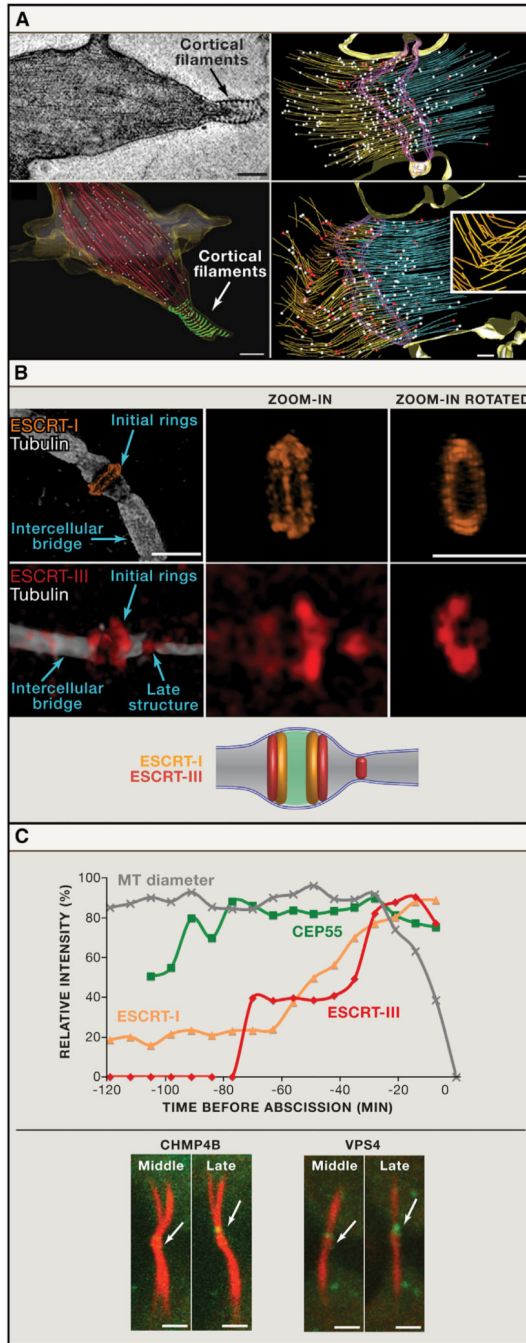 A
Cortical
filaments
Cortical
filaments
B
ZOOM-IN
ZOOM-IN ROTATED
ESCRT-I
Tubulin
Initial rings
Intercellular
bridge
ESCRT-III
Tubulin
Initial rings
Intercellular
bridge
Late
structure
ESCRT-I
ESCRT-III
C
RELATIVE INTENSITY (%)
100
80
60
40
20
0
MT diameter
CEP55
ESCRT-I
ESCRT-III
-120 -100 -80 -60 -40 -20 0
TIME BEFORE ABSCISSION (MIN)
CHMP4B
VPS4
Middle Late
Middle Late